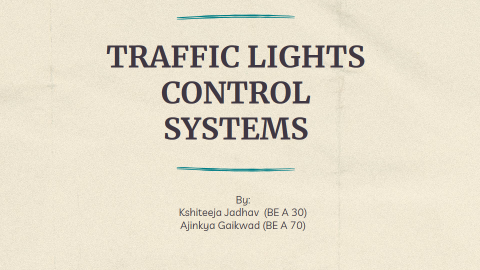 TRAFFIC LIGHTS
CONTROL
SYSTEMS
By;
Kshiteeja Jadhav (BE A 30)
Ajinkya Gaikwad (BE A 70)